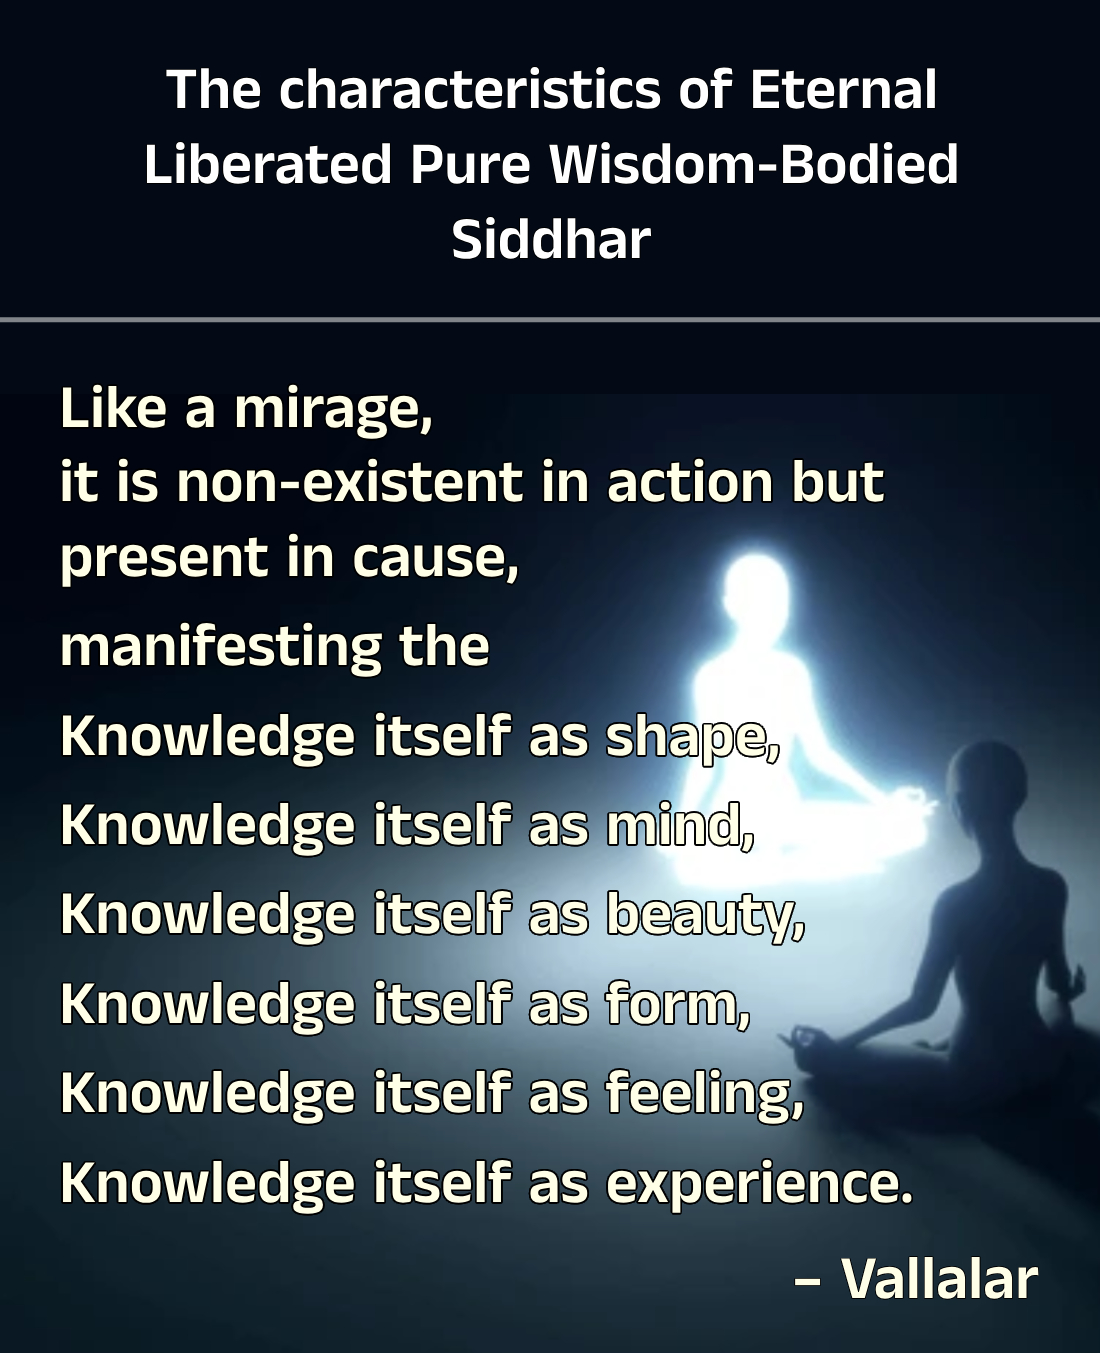 The characteristics of Eternal
Liberated Pure Wisdom-Bodied
Siddhar
Like a mirage,
it is non-existent in action but
present in cause,
manifesting the
Knowledge itself as shape,
Knowledge itself as mind,
Knowledge itself as beauty,
Knowledge itself as form,
Knowledge itself as feeling,
Knowledge itself as experience.
– Vallalar